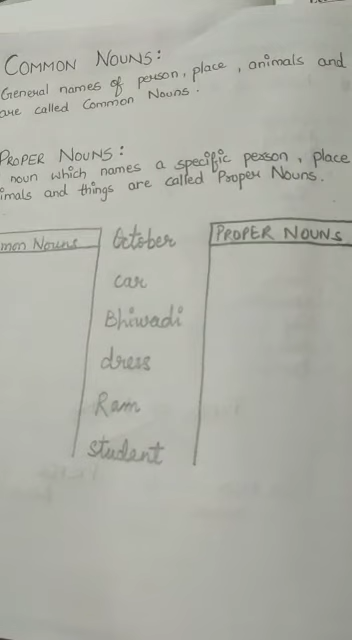 COMMON NOUNS:
General names of person, place, animals and
are called Common Nouns.
PROPER NOUNS:
noun which names a specific person, place
imals and things are called Proper Nouns.
mon Nouns
October
PROPER NOUNS
car
Bhiwadi
dress
Ram
student